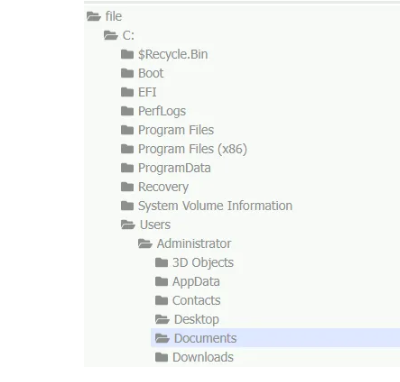 file
C:
$Recycle.Bin
Boot
EFI
PerfLogs
Program Files
Program Files (x86)
ProgramData
Recovery
System Volume Information
Users
Administrator
3D Objects
AppData
Contacts
Desktop
Documents
Downloads